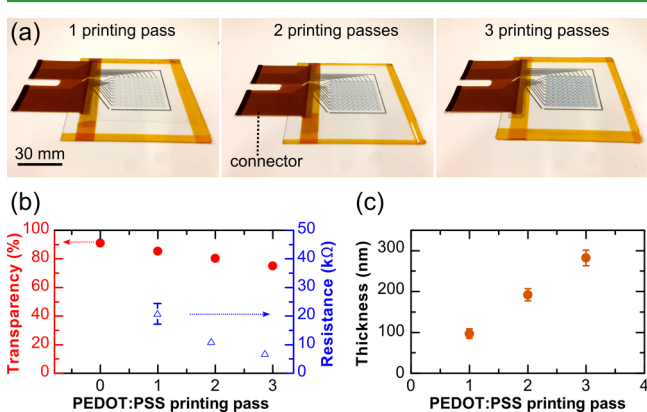 (a) 1 printing pass 2 printing passes 3 printing passes
30 mm
connector
(b)
Transparency (%)
100
80
60
40
20
0
50
40
30
20
10
0
Resistance (kΩ)
0 1 2 3
PEDOT:PSS printing pass
(c)
Thickness (nm)
300
200
100
0
0 1 2 3 4
PEDOT:PSS printing pass